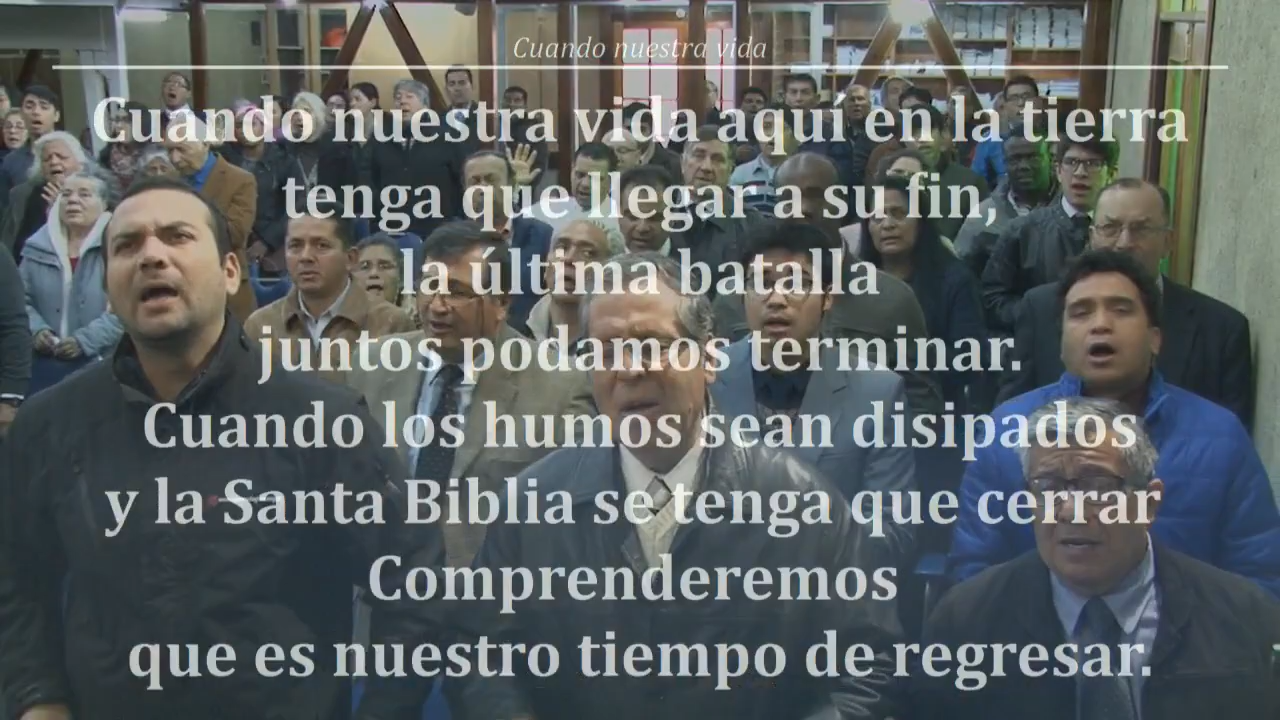 Cuando nuestra vida
Cuando nuestra vida aquí en la tierra
tenga que llegar a su fin,
la última batalla
juntos podamos terminar.
Cuando los humos sean disipados
y la Santa Biblia se tenga que cerrar
Comprenderemos
que es nuestro tiempo de regresar.